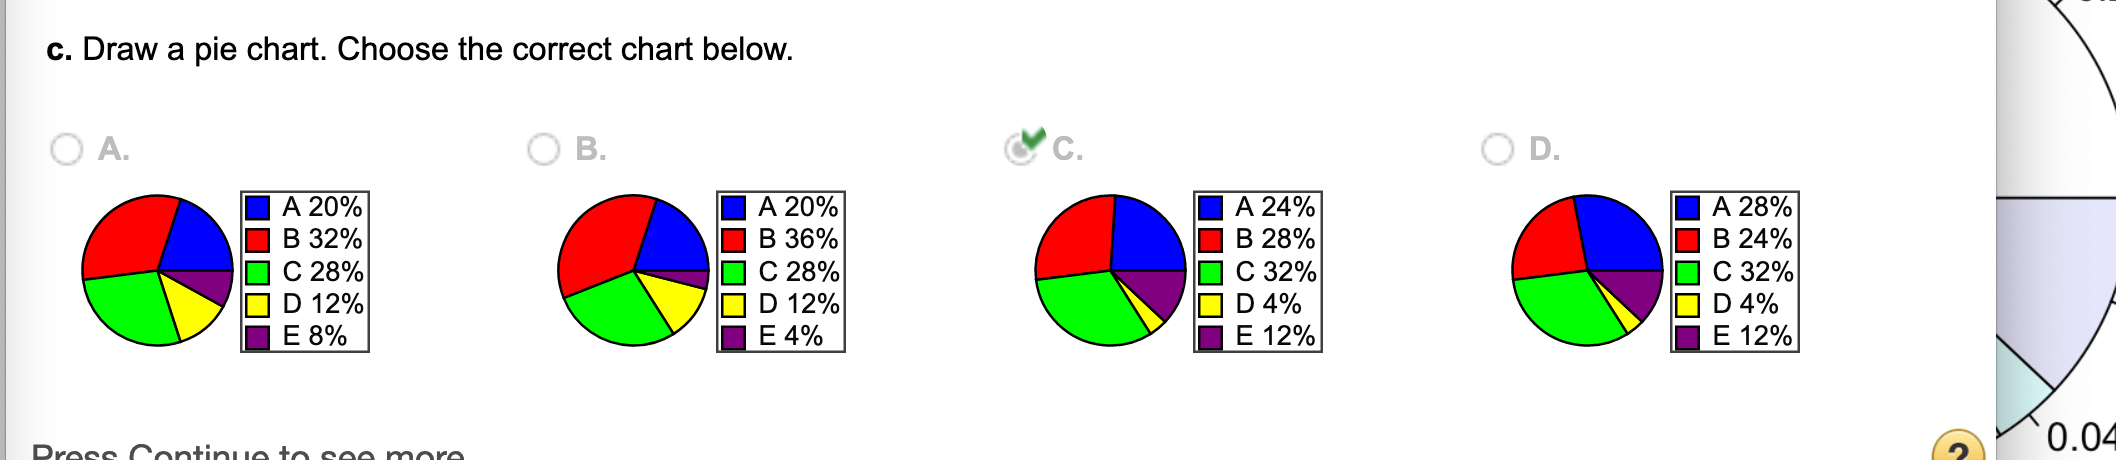 c. Draw a pie chart. Choose the correct chart below.
A.
B.
C.
D.
A 20%
B 32%
C 28%
D 12%
E 8%
A 20%
B 36%
C 28%
D 12%
E 4%
A 24%
B 28%
C 32%
D 4%
E 12%
A 28%
B 24%
C 32%
D 4%
E 12%
Press Continue to see more
?
0.04